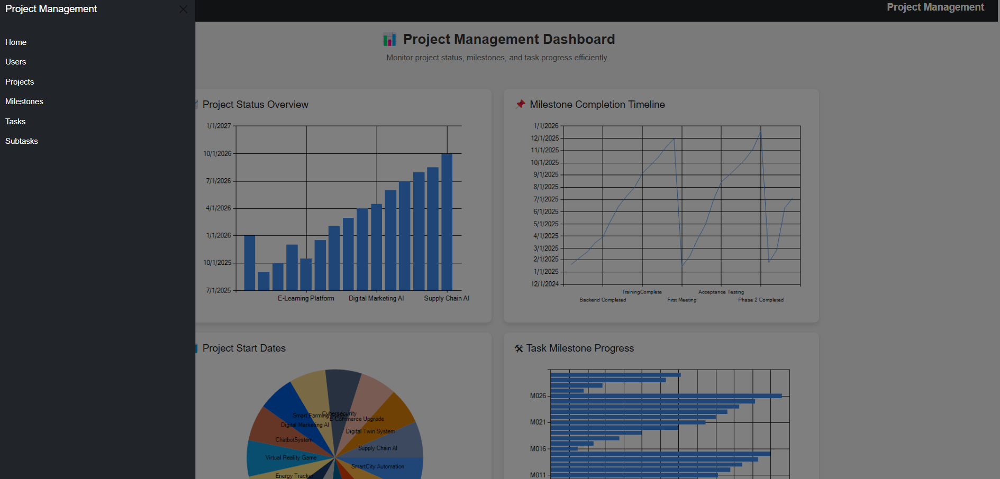 Project Management
Home
Users
Projects
Milestones
Tasks
Subtasks
Project Management
Project Management Dashboard
Monitor project status, milestones, and task progress efficiently.
Project Status Overview
1/1/2027
10/1/2026
7/1/2026
4/1/2026
1/1/2026
10/1/2025
7/1/2025
E-Learning Platform
Digital Marketing AI
Supply Chain AI
Milestone Completion Timeline
1/1/2026
12/1/2025
11/1/2025
10/1/2025
9/1/2025
8/1/2025
7/1/2025
6/1/2025
5/1/2025
4/1/2025
3/1/2025
2/1/2025
1/1/2025
12/1/2024
TrainingComplete
Acceptance Testing
Backend Completed
First Meeting
Phase 2 Completed
Project Start Dates
Cybersecurity
Smart Farming System
E-Commerce Upgrade
Digital Marketing AI
Digital Twin System
ChatbotSystem
Supply Chain AI
Virtual Reality Game
SmartCity Automation
Energy Tracker
Task Milestone Progress
M026
M021
M016
M011